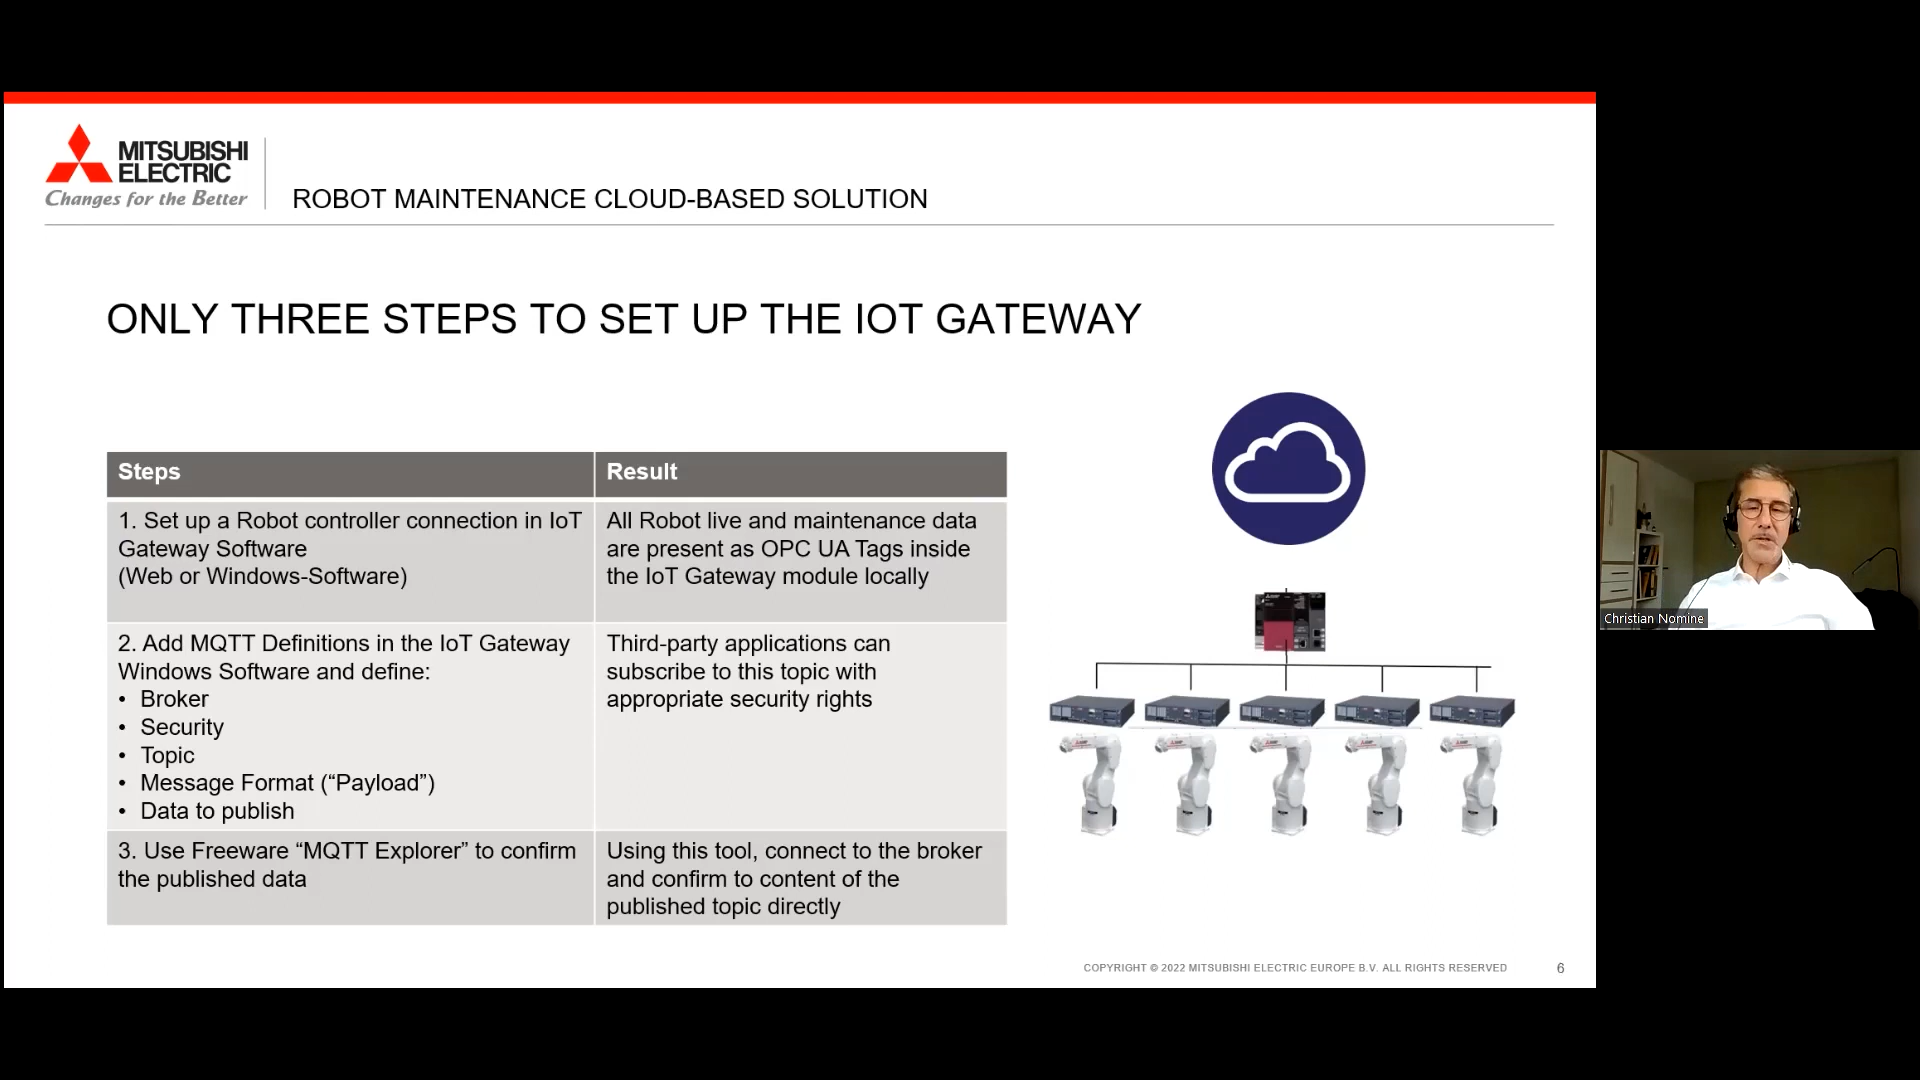 MITSUBISHI
ELECTRIC
Changes for the Better
ROBOT MAINTENANCE CLOUD-BASED SOLUTION
ONLY THREE STEPS TO SET UP THE IOT GATEWAY
Steps
Result
1. Set up a Robot controller connection in IoT
Gateway Software
(Web or Windows-Software)
All Robot live and maintenance data
are present as OPC UA Tags inside
the IoT Gateway module locally
2. Add MQTT Definitions in the IoT Gateway
Windows Software and define:
• Broker
• Security
• Topic
• Message Format (“Payload”)
• Data to publish
Third-party applications can
subscribe to this topic with
appropriate security rights
3. Use Freeware “MQTT Explorer” to confirm
the published data
Using this tool, connect to the broker
and confirm to content of the
published topic directly
COPYRIGHT © 2022 MITSUBISHI ELECTRIC EUROPE B.V. ALL RIGHTS RESERVED
6
Christian Nomine